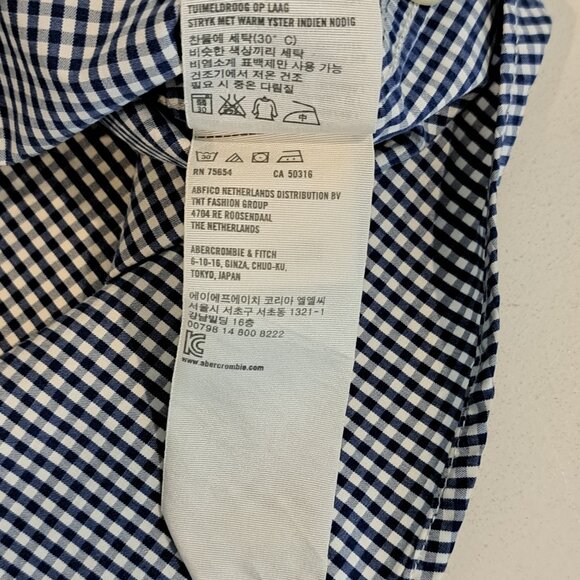 TUIMELDROOG OP LAAG
STRYK MET WARM YSTER INDIEN NODIG
찬물에 세탁(30° C)
비슷한 색상끼리 세탁
비염소계 표백제만 사용 가능
건조기에서 저온 건조
필요 시 중온 다림질
中
30
RN 75654 CA 50316
ABFICO NETHERLANDS DISTRIBUTION BV
TNT FASHION GROUP
4704 RE ROOSENDAAL
THE NETHERLANDS
ABERCROMBIE & FITCH
6-10-16, GINZA, CHUO-KU,
TOKYO, JAPAN
에이에프에이치 코리아 엘엘씨
서울시 서초구 서초동 1321-1
강남빌딩 16층
00798 14 800 8222
www.abercrombie.com